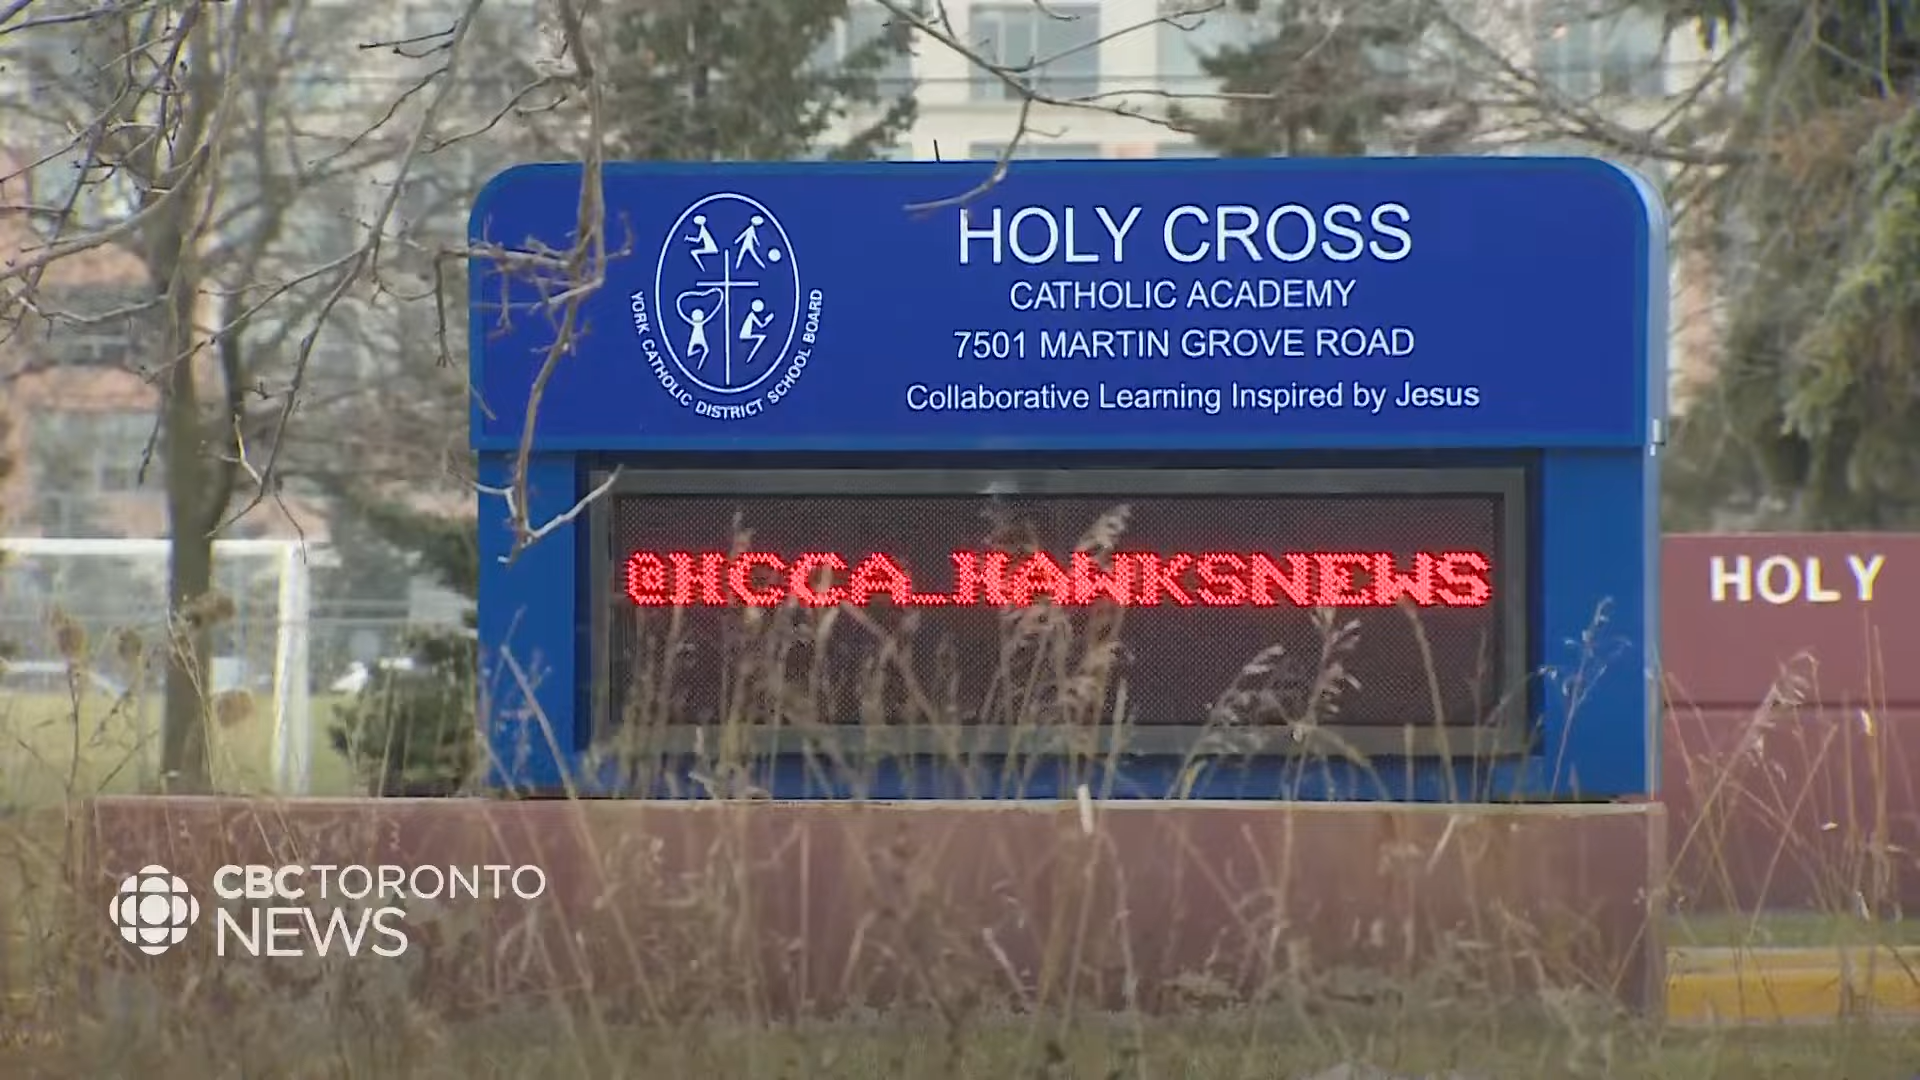 HOLY CROSS
CATHOLIC ACADEMY
7501 MARTIN GROVE ROAD
Collaborative Learning Inspired by Jesus
YORK CATHOLIC DISTRICT SCHOOL BOARD
@HCCA_HAWKSNEWS
HOLY
CBC TORONTO
NEWS